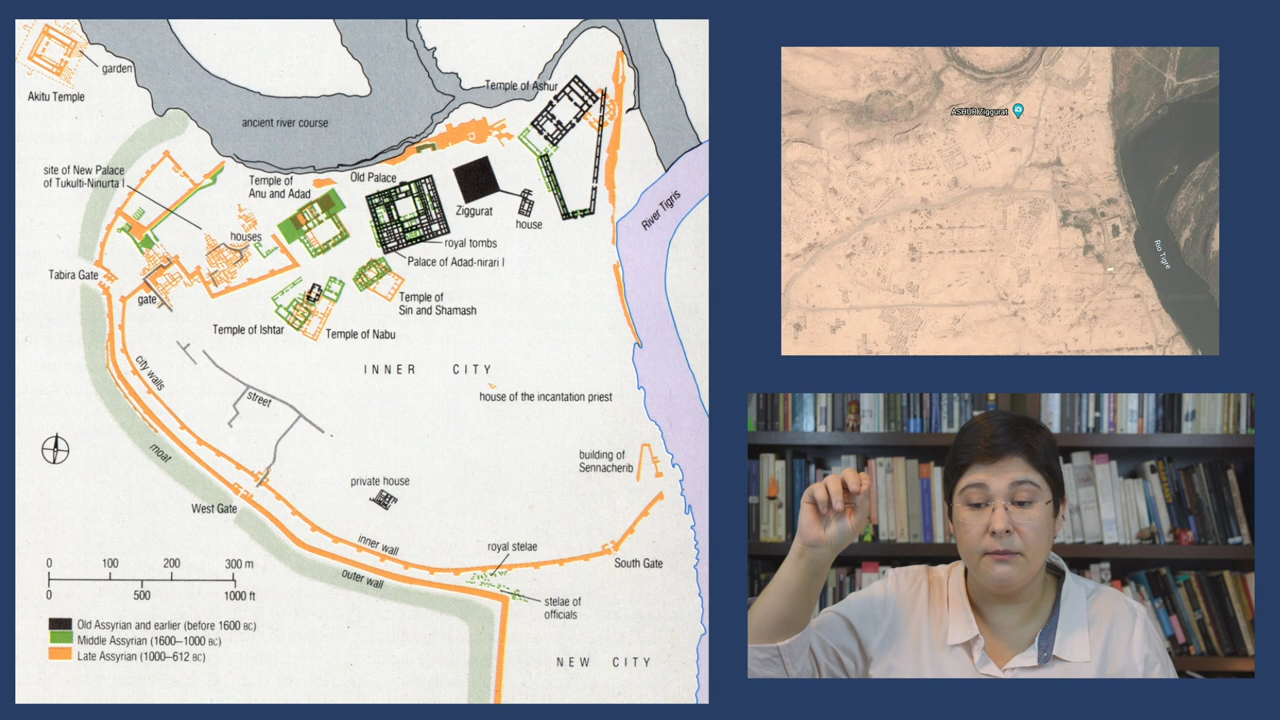 garden
Akitu Temple
ancient river course
Temple of Ashur
site of New Palace
of Tukulti-Ninurta I
Temple of
Anu and Adad
Old Palace
Ziggurat
house
River Tigris
houses
royal tombs
Palace of Adad-nirari I
Tabira Gate
gate
Temple of
Sin and Shamash
Temple of Ishtar
Temple of Nabu
city walls
INNER CITY
street
house of the incantation priest
moat
building of
Sennacherib
private house
West Gate
inner wall
royal stelae
South Gate
outer wall
stelae of
officials
NEW CITY
0 100 200 300 m
0 500 1000 ft
Old Assyrian and earlier (before 1600 BC)
Middle Assyrian (1600–1000 BC)
Late Assyrian (1000–612 BC)
ASHUR Ziggurat
Rio Tigre